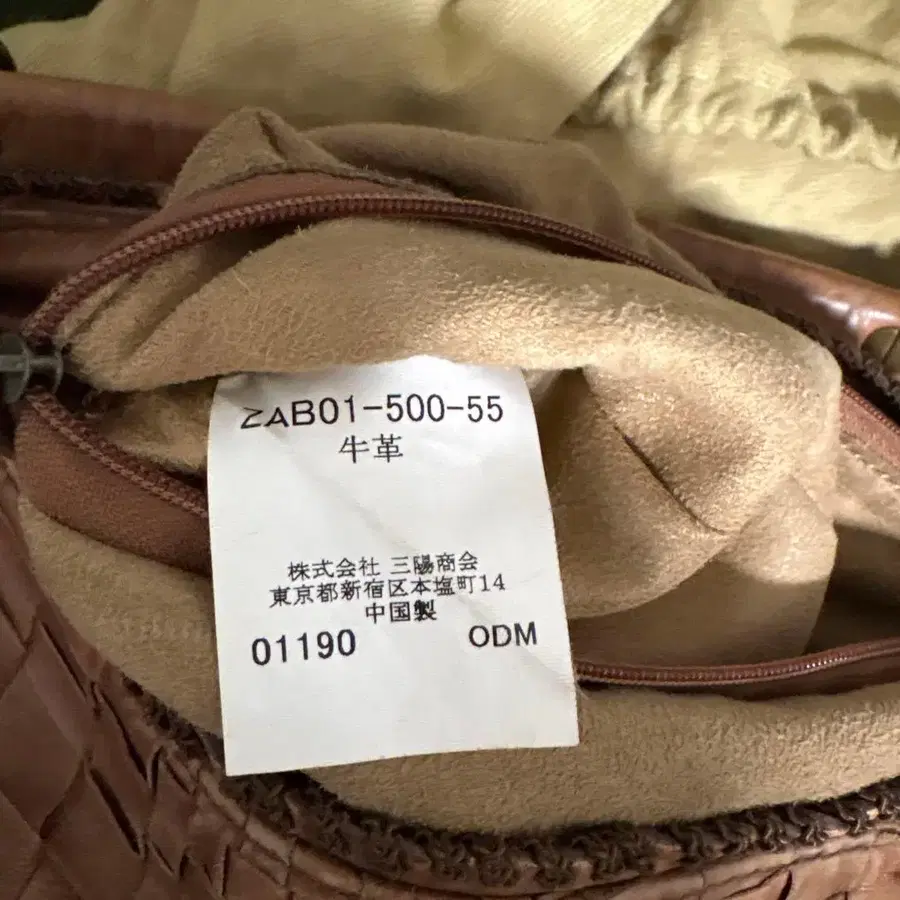 ZAB01-500-55
牛革
株式会社 三陽商会
東京都新宿区本塩町14
中国製
01190 ODM